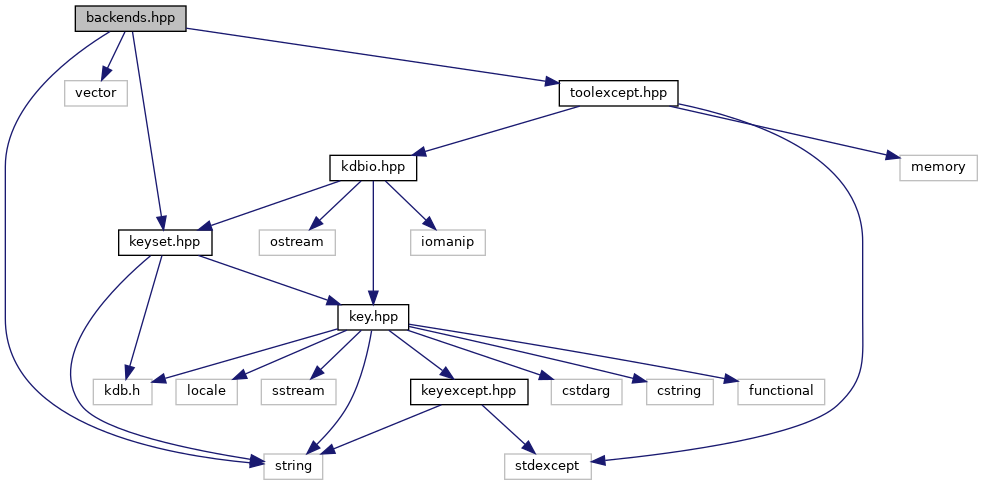 backends.hpp
vector
toolexcept.hpp
kdbio.hpp
memory
keyset.hpp
ostream
iomanip
key.hpp
kdb.h
locale
sstream
keyexcept.hpp
cstdarg
cstring
functional
string
stdexcept